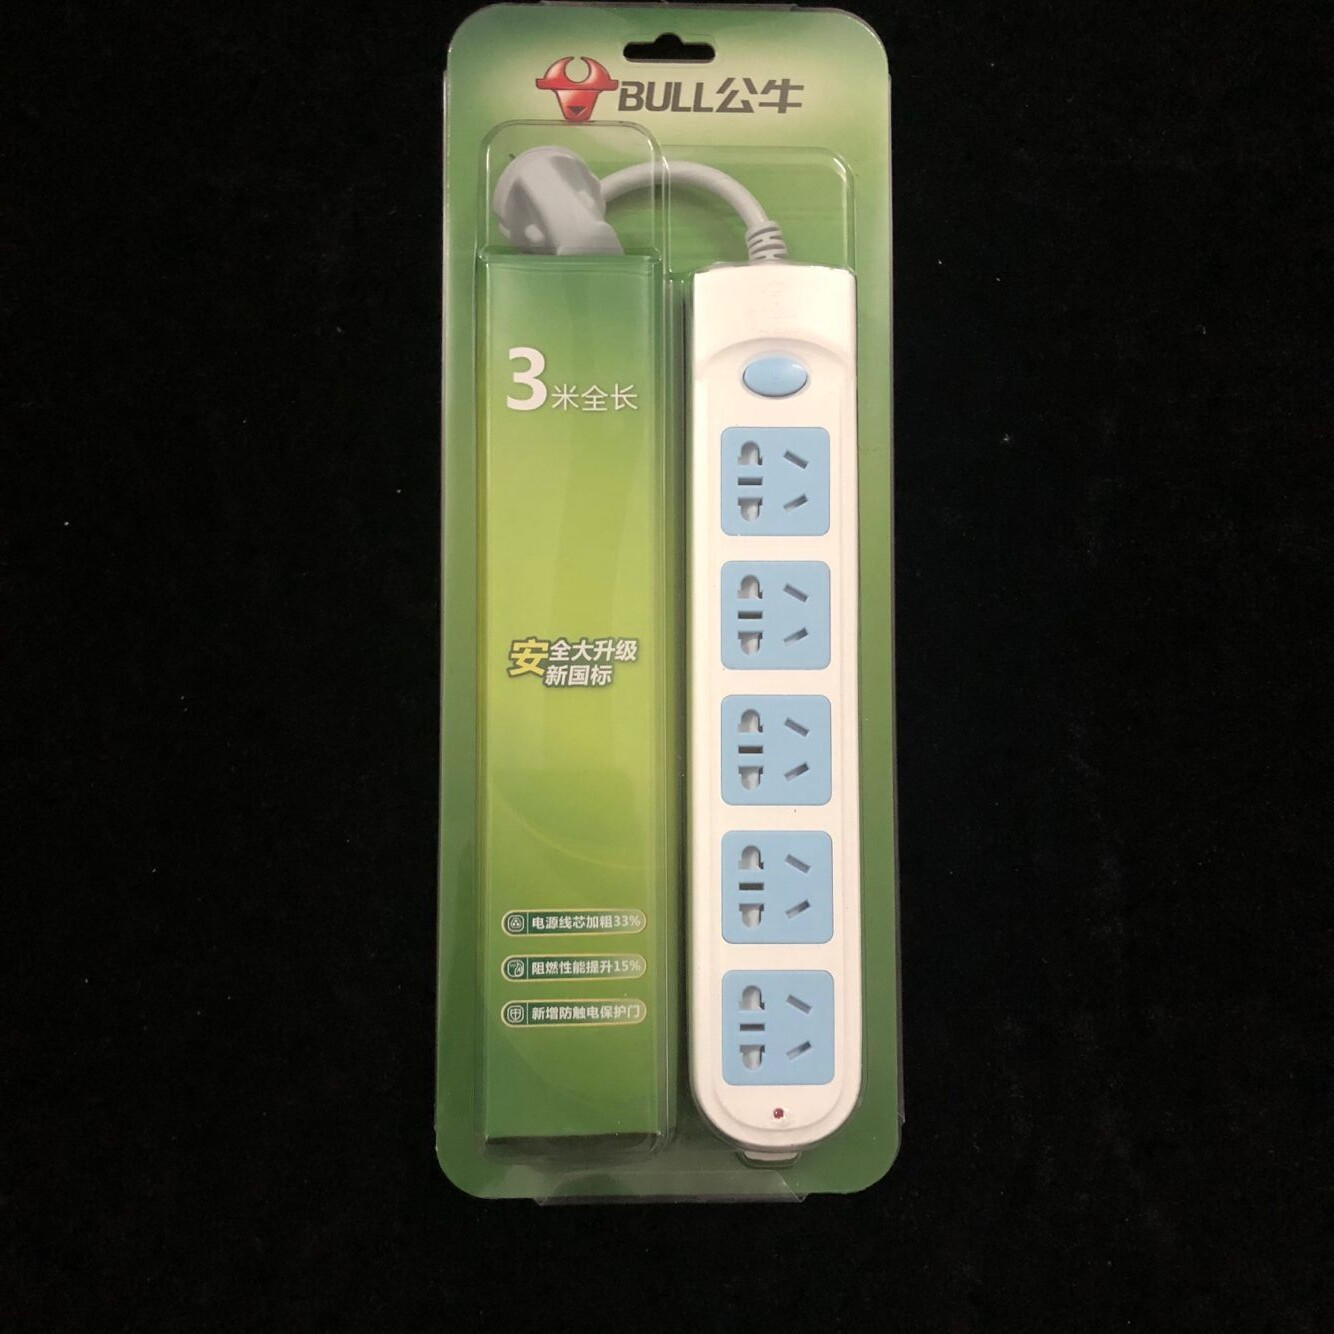 BULL公牛
3米全长
安全大升级
新国标
电源线芯加粗33%
阻燃性能提升15%
新增防触电保护门